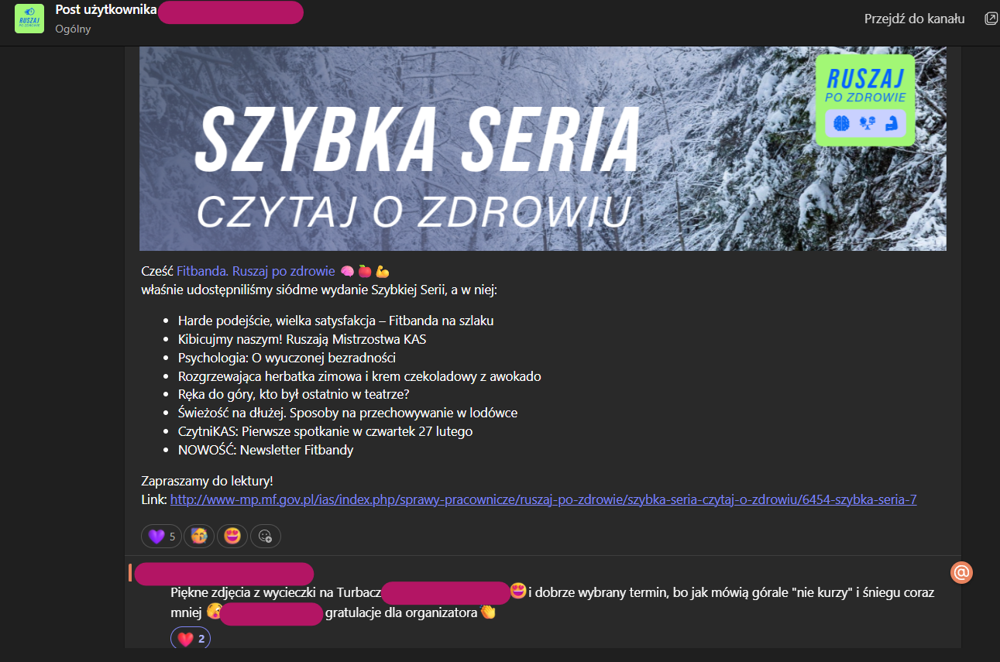 Post użytkownika
Ogólny
Przejdź do kanału
RUSZAJ
PO ZDROWIE
SZYBKA SERIA
CZYTAJ O ZDROWIU
RUSZAJ
PO ZDROWIE
Cześć Fitbanda. Ruszaj po zdrowie 🧠 🍎 💪
właśnie udostępniliśmy siódme wydanie Szybkiej Serii, a w niej:
• Harde podejście, wielka satysfakcja – Fitbanda na szlaku
• Kibicujmy naszym! Ruszają Mistrzostwa KAS
• Psychologia: O wyuczonej bezradności
• Rozgrzewająca herbatka zimowa i krem czekoladowy z awokado
• Ręka do góry, kto był ostatnio w teatrze?
• Świeżość na dłużej. Sposoby na przechowywanie w lodówce
• CzytniKAS: Pierwsze spotkanie w czwartek 27 lutego
• NOWOŚĆ: Newsletter Fitbandy
Zapraszamy do lektury!
Link: http://www-mp.mf.gov.pl/ias/index.php/sprawy-pracownicze/ruszaj-po-zdrowie/szybka-seria-czytaj-o-zdrowiu/6454-szybka-seria-7
💜 5
@
Piękne zdjęcia z wycieczki na Turbacz 😍 i dobrze wybrany termin, bo jak mówią górale "nie kurzy" i śniegu coraz
mniej 🫣 gratulacje dla organizatora 👏
❤️ 2